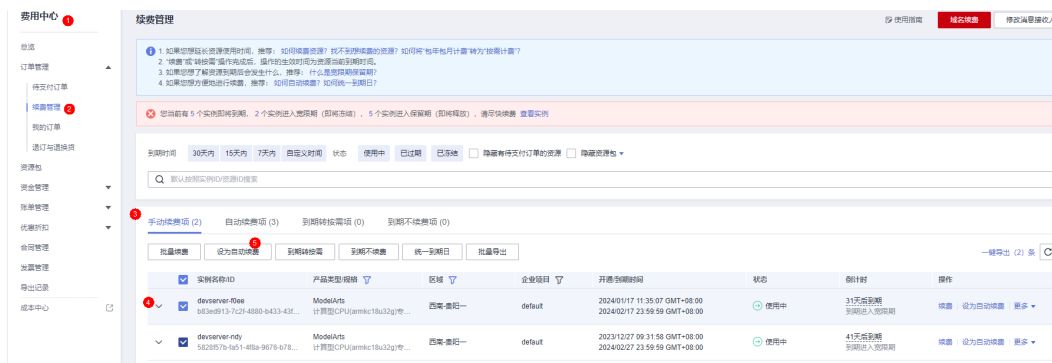 费用中心 1
总览
订单管理
待支付订单
续费管理 2
我的订单
退订与退换货
资源包
资金管理
账单管理
优惠折扣
合同管理
发票管理
导出记录
成本中心
续费管理
使用指南
域名续费
修改消息接收人
1. 如果您想延长资源使用时间，推荐： 如何续费资源？找不到想续费的资源？如何将“包年包月计费”转为“按需计费”？
2. “续费”或“转按需”操作完成后，操作的生效时间为资源当前到期时间。
3. 如果您想了解资源到期后会发生什么，推荐： 什么是宽限期保留期？
4. 如果您想方便地进行续费，推荐： 如何自动续费？如何统一到期日？
您当前有 5 个实例即将到期， 2 个实例进入宽限期（即将冻结）， 5 个实例进入保留期（即将释放），请尽快续费 查看实例
到期时间 30天内 15天内 7天内 自定义时间 状态 使用中 已过期 已冻结 隐藏有待支付订单的资源 隐藏资源包
默认按照实例ID/资源ID搜索
3 手动续费项 (2) 自动续费项 (3) 到期转按需项 (0) 到期不续费项 (0)
5
批量续费 设为自动续费 到期转按需 到期不续费 统一到期日 批量导出 一键导出（2）条
实例名称/ID 产品类型/规格 区域 企业项目 开通/到期时间 状态 倒计时 操作
4 devserver-f0ee ModelArts 西南-贵阳一 default 2024/01/17 11:35:07 GMT+08:00 使用中 31天后到期 续费 设为自动续费 更多
b83ed913-7c2f-4880-b433-43f... 计算型CPU(armkc18u32g)专... 2024/02/17 23:59:59 GMT+08:00 到期进入宽限期
devserver-ndy ModelArts 西南-贵阳一 default 2023/12/27 09:31:58 GMT+08:00 使用中 41天后到期 续费 设为自动续费 更多
5828f57b-fa51-4f8a-9676-b78... 计算型CPU(armkc18u32g)专... 2024/02/27 23:59:59 GMT+08:00 到期进入宽限期